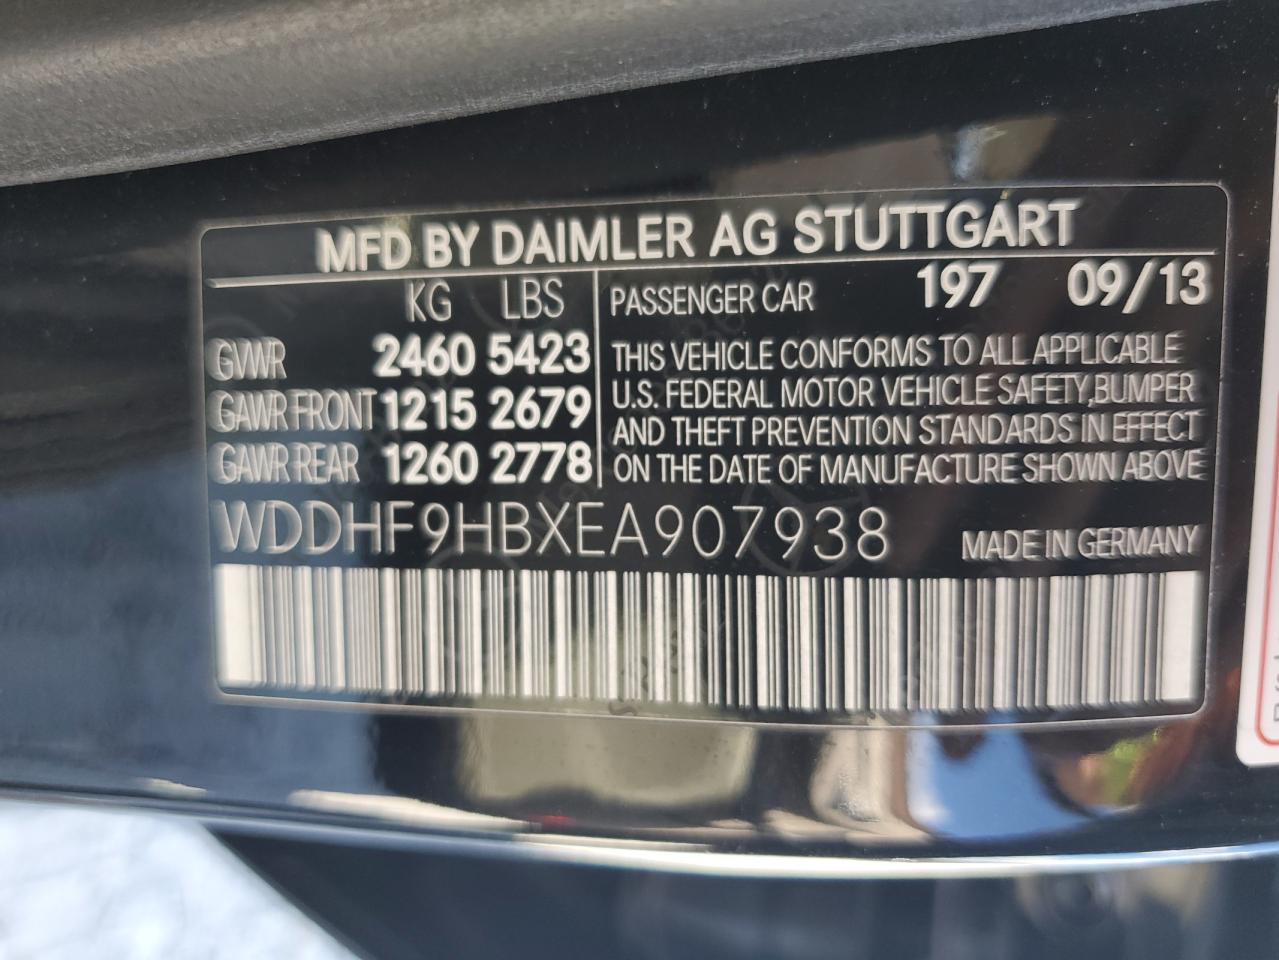 MFD BY DAIMLER AG STUTTGART
KG LBS
GVWR 2460 5423
GAWR FRONT 1215 2679
GAWR REAR 1260 2778
PASSENGER CAR 197 09/13
THIS VEHICLE CONFORMS TO ALL APPLICABLE
U.S. FEDERAL MOTOR VEHICLE SAFETY, BUMPER
AND THEFT PREVENTION STANDARDS IN EFFECT
ON THE DATE OF MANUFACTURE SHOWN ABOVE
WDDHF9HBXEA907938
MADE IN GERMANY